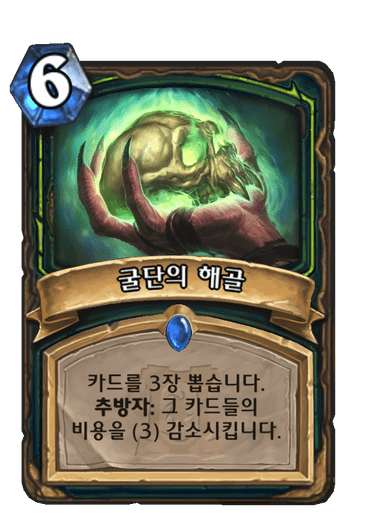 6
굴단의 해골
카드를 3장 뽑습니다.
추방자: 그 카드들의
비용을 (3) 감소시킵니다.